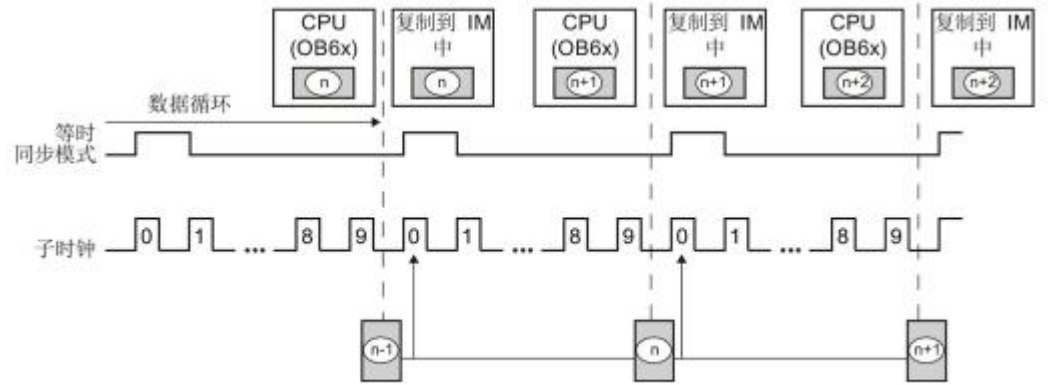 CPU
(OB6x)
n
复制到 IM
中
n
CPU
(OB6x)
n+1
复制到 IM
中
n+1
CPU
(OB6x)
n+2
复制到 IM
中
n+2
数据循环
等时
同步模式
子时钟
0 1 ... 8 9 0 1 ... 8 9 0 1 ... 8 9
n-1
n
n+1